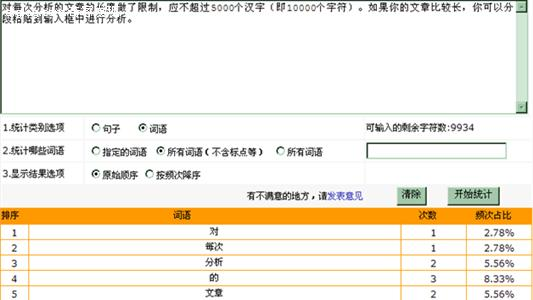 对每次分析的文章的长度做了限制，应不超过5000个汉字（即10000个字符）。如果你的文章比较长，你可以分
段粘贴到输入框中进行分析。
1.统计类别选项 句子 词语 可输入的剩余字符数:9934
2.统计哪些词语 指定的词语 所有词语(不含标点等) 所有词语
3.显示结果选项 原始顺序 按频次降序
有不满意的地方，请发表意见 清除 开始统计
排序 词语 次数 频次占比
1 对 1 2.78%
2 每次 1 2.78%
3 分析 2 5.56%
4 的 3 8.33%
5 文章 2 5.56%